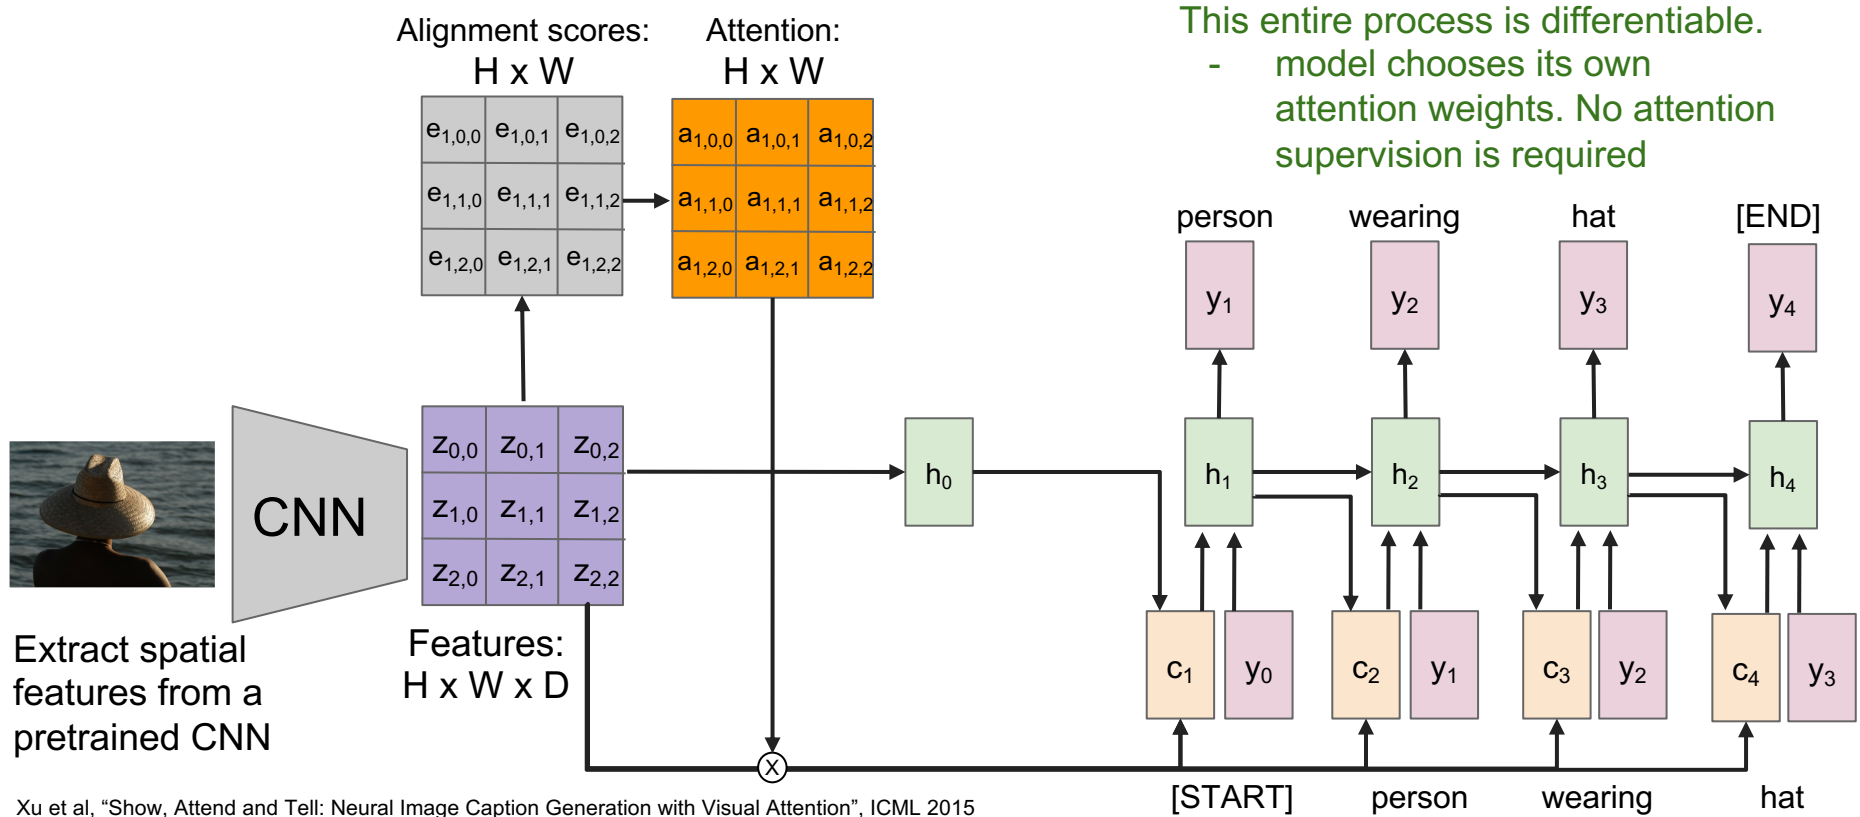 This entire process is differentiable.
- model chooses its own
attention weights. No attention
supervision is required
Alignment scores:
H x W
Attention:
H x W
e1,0,0 e1,0,1 e1,0,2
e1,1,0 e1,1,1 e1,1,2
e1,2,0 e1,2,1 e1,2,2
a1,0,0 a1,0,1 a1,0,2
a1,1,0 a1,1,1 a1,1,2
a1,2,0 a1,2,1 a1,2,2
person wearing hat [END]
y1 y2 y3 y4
CNN
z0,0 z0,1 z0,2
z1,0 z1,1 z1,2
z2,0 z2,1 z2,2
h0 h1 h2 h3 h4
Extract spatial
features from a
pretrained CNN
Features:
H x W x D
c1 y0 c2 y1 c3 y2 c4 y3
X
[START] person wearing hat
Xu et al, “Show, Attend and Tell: Neural Image Caption Generation with Visual Attention”, ICML 2015